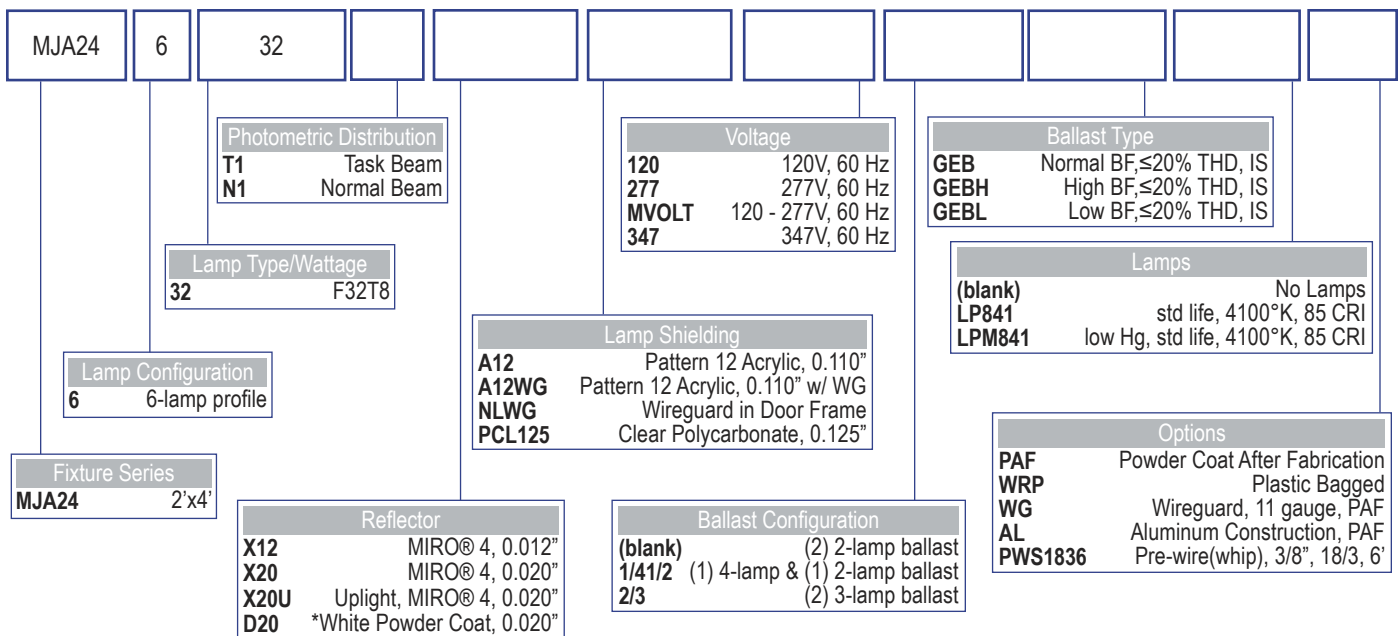 MJA24 6 32
Photometric Distribution
T1 Task Beam
N1 Normal Beam
Voltage
120 120V, 60 Hz
277 277V, 60 Hz
MVOLT 120 - 277V, 60 Hz
347 347V, 60 Hz
Ballast Type
GEB Normal BF,≤20% THD, IS
GEBH High BF,≤20% THD, IS
GEBL Low BF,≤20% THD, IS
Lamp Type/Wattage
32 F32T8
Lamps
(blank) No Lamps
LP841 std life, 4100°K, 85 CRI
LPM841 low Hg, std life, 4100°K, 85 CRI
Lamp Shielding
A12 Pattern 12 Acrylic, 0.110”
A12WG Pattern 12 Acrylic, 0.110” w/ WG
NLWG Wireguard in Door Frame
PCL125 Clear Polycarbonate, 0.125”
Lamp Configuration
6 6-lamp profile
Options
PAF Powder Coat After Fabrication
WRP Plastic Bagged
WG Wireguard, 11 gauge, PAF
AL Aluminum Construction, PAF
PWS1836 Pre-wire(whip), 3/8”, 18/3, 6’
Fixture Series
MJA24 2’x4’
Reflector
X12 MIRO® 4, 0.012”
X20 MIRO® 4, 0.020”
X20U Uplight, MIRO® 4, 0.020”
D20 *White Powder Coat, 0.020”
Ballast Configuration
(blank) (2) 2-lamp ballast
1/41/2 (1) 4-lamp & (1) 2-lamp ballast
2/3 (2) 3-lamp ballast